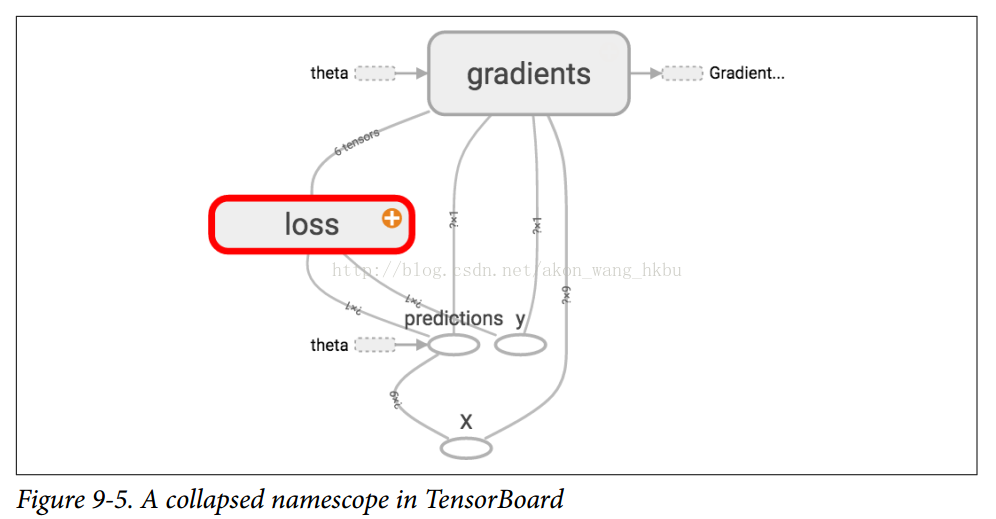 theta
gradients
Gradient...
6 tensors
loss
?×1
?×1
http://blog.csdn.net/akon_wang_hkbu
?×9
?×1
?×1
predictions y
theta
?×9
X
Figure 9-5. A collapsed namescope in TensorBoard